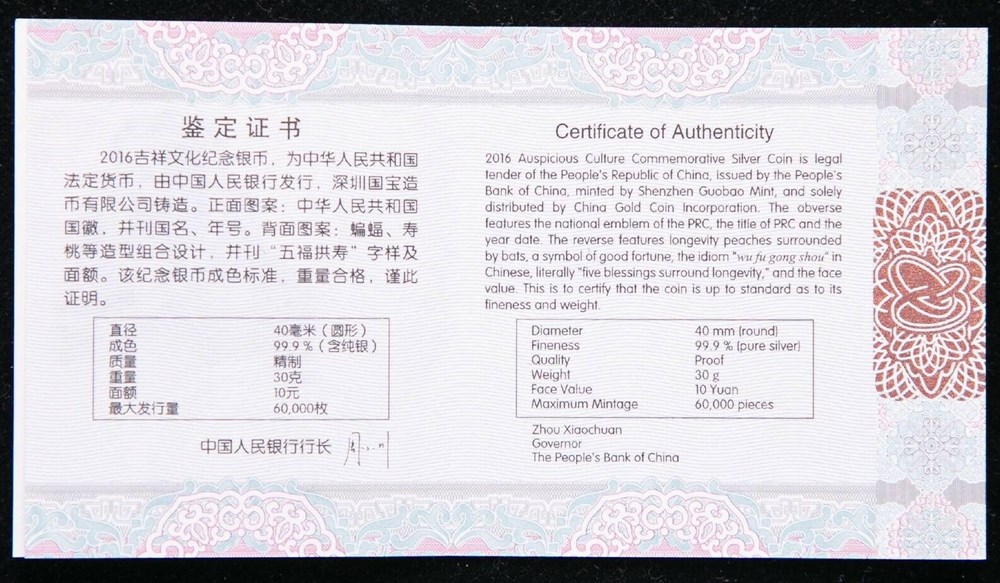 鉴定证书
2016吉祥文化纪念银币，为中华人民共和国
法定货币，由中国人民银行发行，深圳国宝造
币有限公司铸造。正面图案：中华人民共和国
国徽，并刊国名、年号。背面图案：蝙蝠、寿
桃等造型组合设计，并刊“五福拱寿”字样及
面额。该纪念银币成色标准，重量合格，谨此
证明。
直径 40毫米（圆形）
成色 99.9％（含纯银）
质量 精制
重量 30克
面额 10元
最大发行量 60,000枚
中国人民银行行长
Certificate of Authenticity
2016 Auspicious Culture Commemorative Silver Coin is legal
tender of the People's Republic of China, issued by the People's
Bank of China, minted by Shenzhen Guobao Mint, and solely
distributed by China Gold Coin Incorporation. The obverse
features the national emblem of the PRC, the title of PRC and the
year date. The reverse features longevity peaches surrounded
by bats, a symbol of good fortune, the idiom "wu fu gong shou" in
Chinese, literally "five blessings surround longevity," and the face
value. This is to certify that the coin is up to standard as to its
fineness and weight.
Diameter 40 mm (round)
Fineness 99.9 % (pure silver)
Quality Proof
Weight 30 g
Face Value 10 Yuan
Maximum Mintage 60,000 pieces
Zhou Xiaochuan
Governor
The People's Bank of China